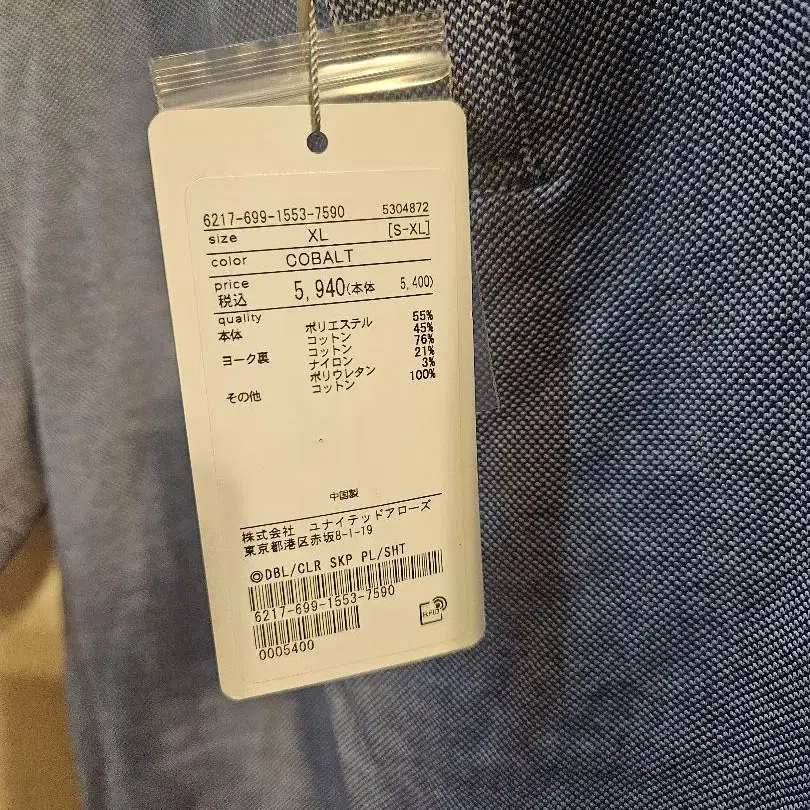 6217-699-1553-7590 5304872
size XL [S-XL]
color COBALT
price
税込 5,940(本体 5,400)
quality
本体 ポリエステル 55%
コットン 45%
ヨーク裏 コットン 76%
ナイロン 21%
ポリウレタン 3%
その他 コットン 100%
中国製
株式会社 ユナイテッドアローズ
東京都港区赤坂8-1-19
◎DBL/CLR SKP PL/SHT
6217-699-1553-7590
0005400
RFID